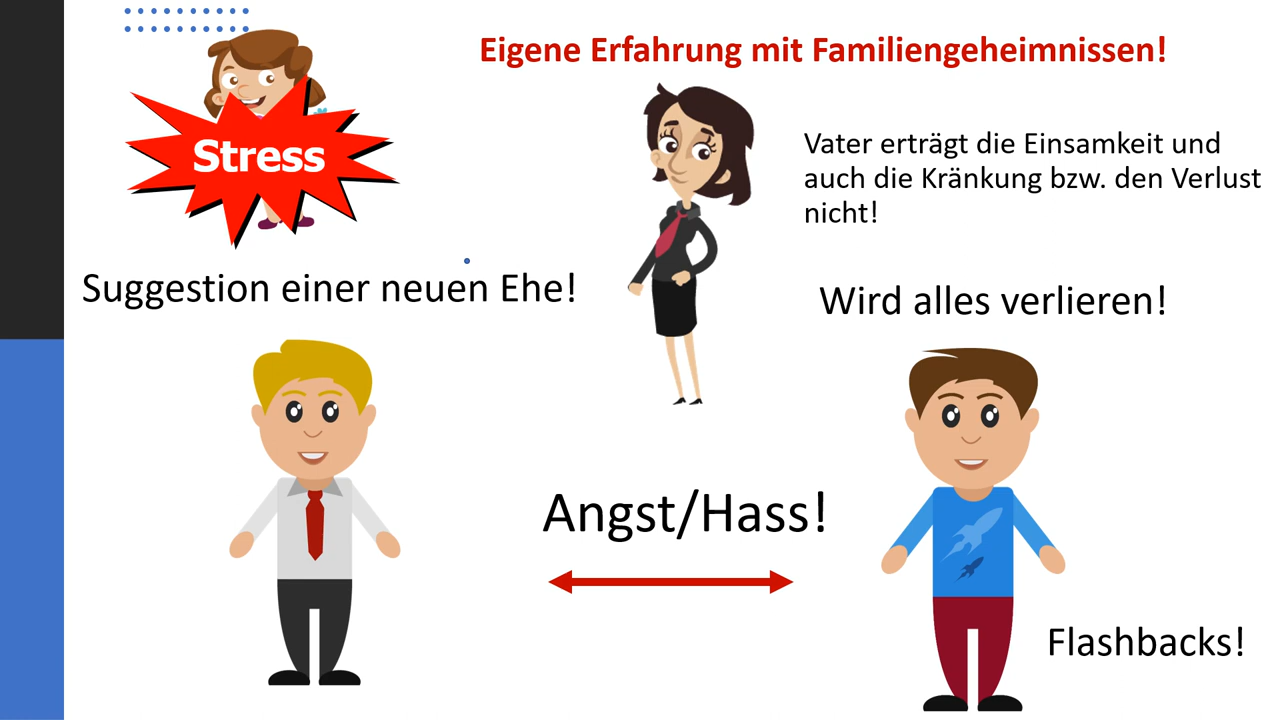 Eigene Erfahrung mit Familiengeheimnissen!
Stress
Vater erträgt die Einsamkeit und
auch die Kränkung bzw. den Verlust
nicht!
Suggestion einer neuen Ehe!
Wird alles verlieren!
Angst/Hass!
Flashbacks!